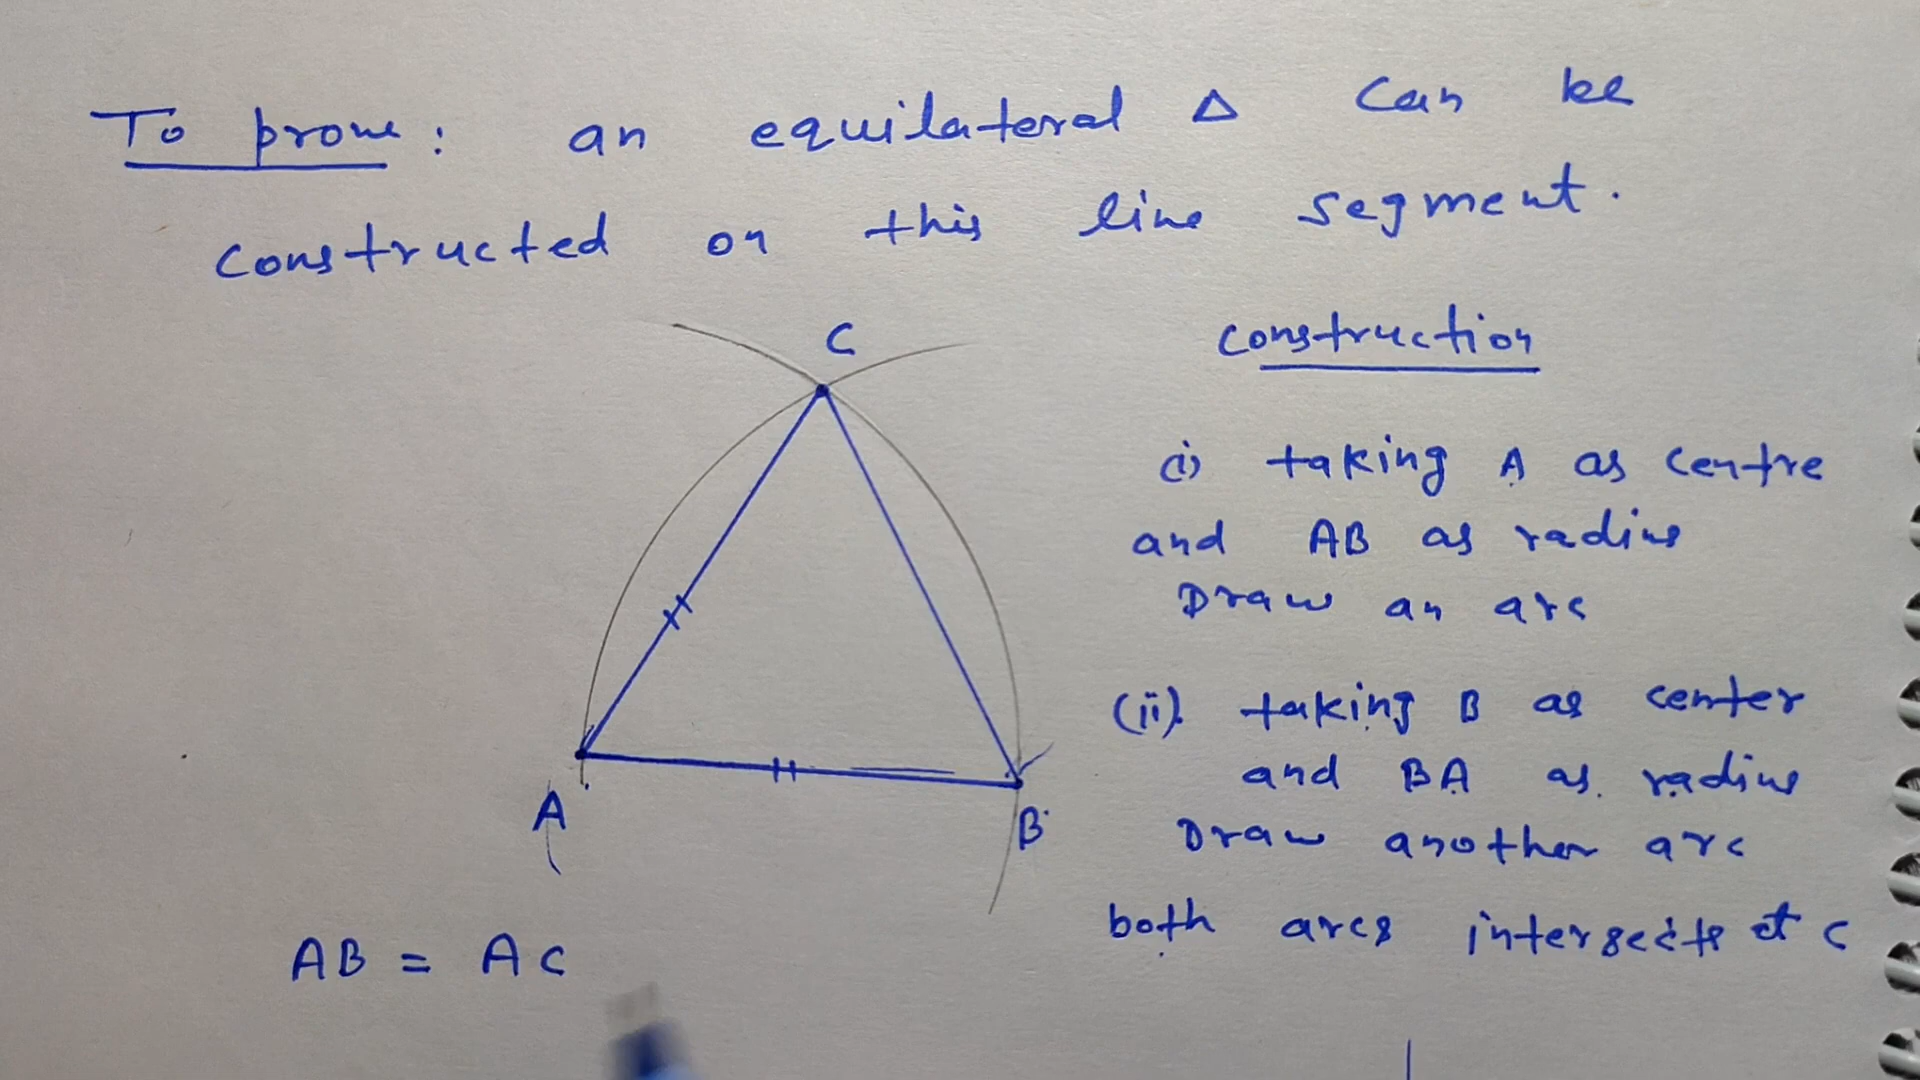 To prove: an equilateral Δ can be
constructed on this line segment.
C
construction
(i) taking A as centre
and AB as radius
Draw an arc
(ii) taking B as center
and BA as radius
Draw another arc
A
B
both arcs intersects at C
AB = AC